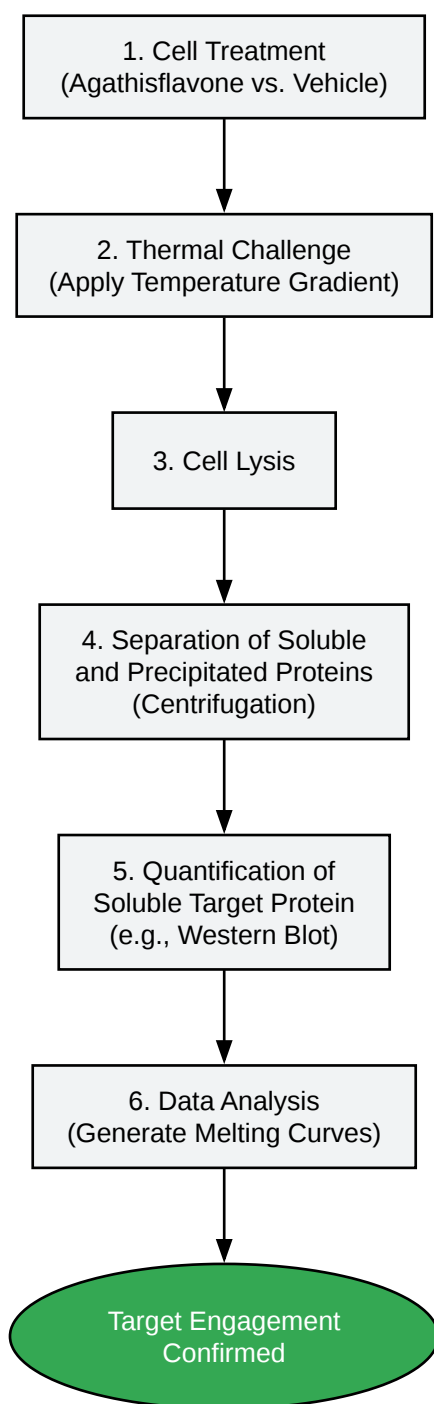 1. Cell Treatment
(Agathisflavone vs. Vehicle)
2. Thermal Challenge
(Apply Temperature Gradient)
3. Cell Lysis
4. Separation of Soluble
and Precipitated Proteins
(Centrifugation)
5. Quantification of
Soluble Target Protein
(e.g., Western Blot)
6. Data Analysis
(Generate Melting Curves)
Target Engagement
Confirmed